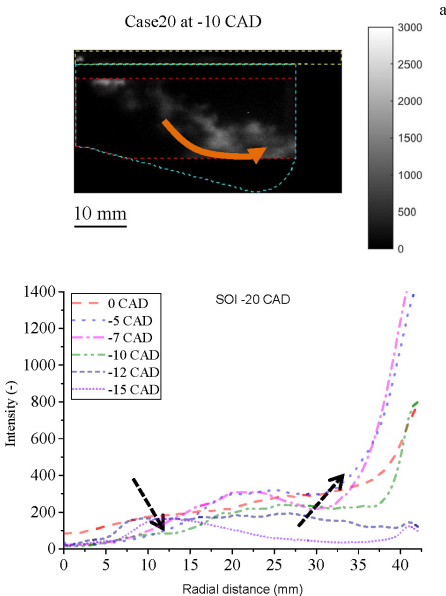 a
Case20 at -10 CAD
3000
2500
2000
1500
1000
500
0
10 mm
SOI -20 CAD
0 CAD
-5 CAD
-7 CAD
-10 CAD
-12 CAD
-15 CAD
Intensity (-)
1400
1200
1000
800
600
400
200
0
0 5 10 15 20 25 30 35 40
Radial distance (mm)